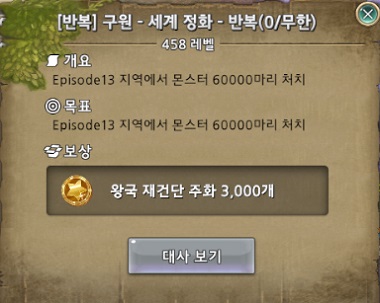 [반복] 구원 - 세계 정화 - 반복(0/무한)
458 레벨
개요
Episode13 지역에서 몬스터 60000마리 처치
목표
Episode13 지역에서 몬스터 60000마리 처치
보상
왕국 재건단 주화 3,000개
대사 보기